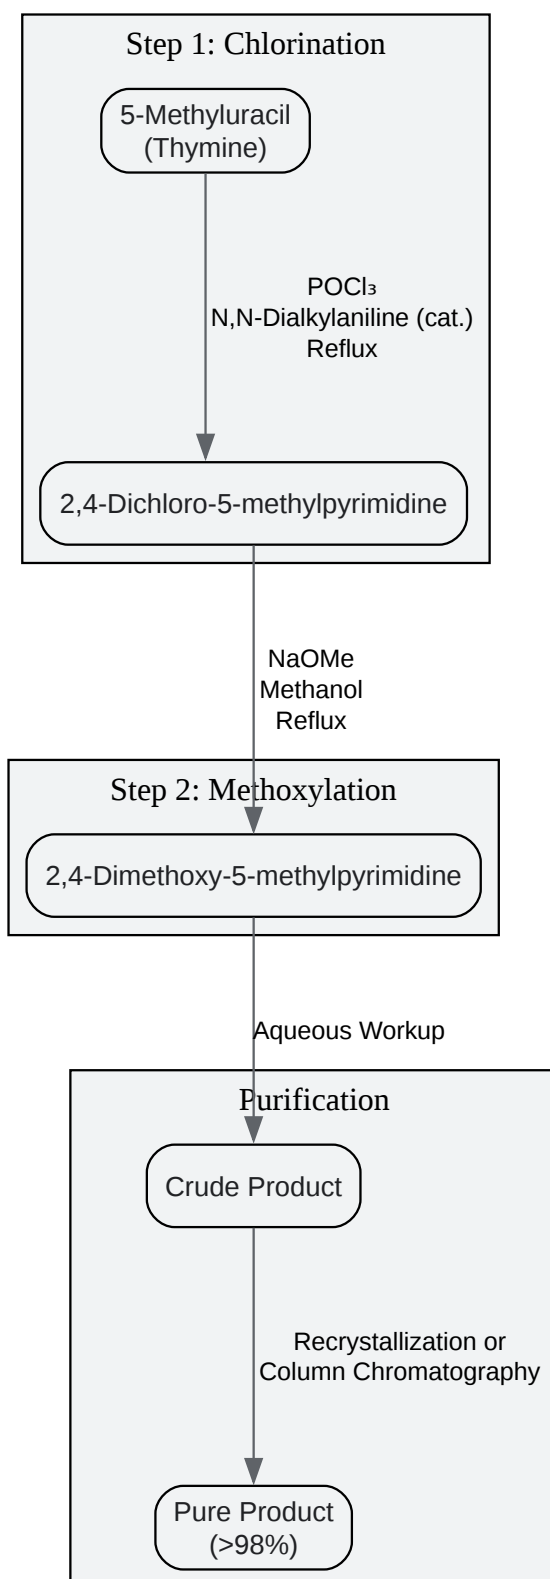 Step 1: Chlorination
5-Methyluracil
(Thymine)
POCl₃
N,N-Dialkylaniline (cat.)
Reflux
2,4-Dichloro-5-methylpyrimidine
NaOMe
Methanol
Reflux
Step 2: Methoxylation
2,4-Dimethoxy-5-methylpyrimidine
Aqueous Workup
Purification
Crude Product
Recrystallization or
Column Chromatography
Pure Product
(>98%)